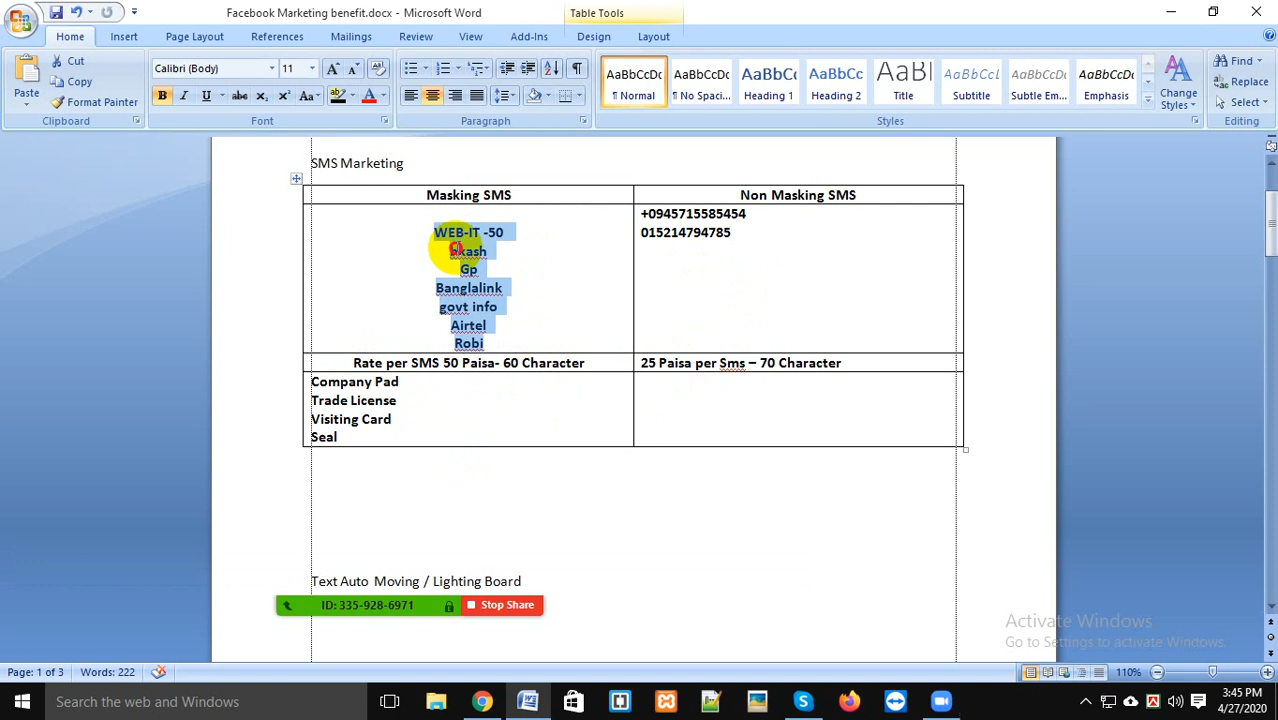 Facebook Marketing benefit.docx - Microsoft Word
Table Tools
Home Insert Page Layout References Mailings Review View Add-Ins Design Layout
Paste
Cut
Copy
Format Painter
Clipboard
Calibri (Body) 11
Font
Paragraph
AaBbCcDc AaBbCcDc AaBbC AaBbCc AaBl AaBbCcL AaBbCcDc AaBbCcDc
¶ Normal ¶ No Spaci... Heading 1 Heading 2 Title Subtitle Subtle Em... Emphasis
Change
Styles
Styles
Find
Replace
Select
Editing
SMS Marketing
Masking SMS Non Masking SMS
+0945715585454
WEB-IT -50 015214794785
Gp
Banglalink
govt info
Airtel
Robi
Rate per SMS 50 Paisa- 60 Character 25 Paisa per Sms – 70 Character
Company Pad
Trade License
Visiting Card
Seal
Text Auto Moving / Lighting Board
ID: 335-928-6971 Stop Share
Activate Windows
Go to Settings to activate Windows.
Page: 1 of 3 Words: 222 110%
Search the web and Windows
3:45 PM
4/27/2020